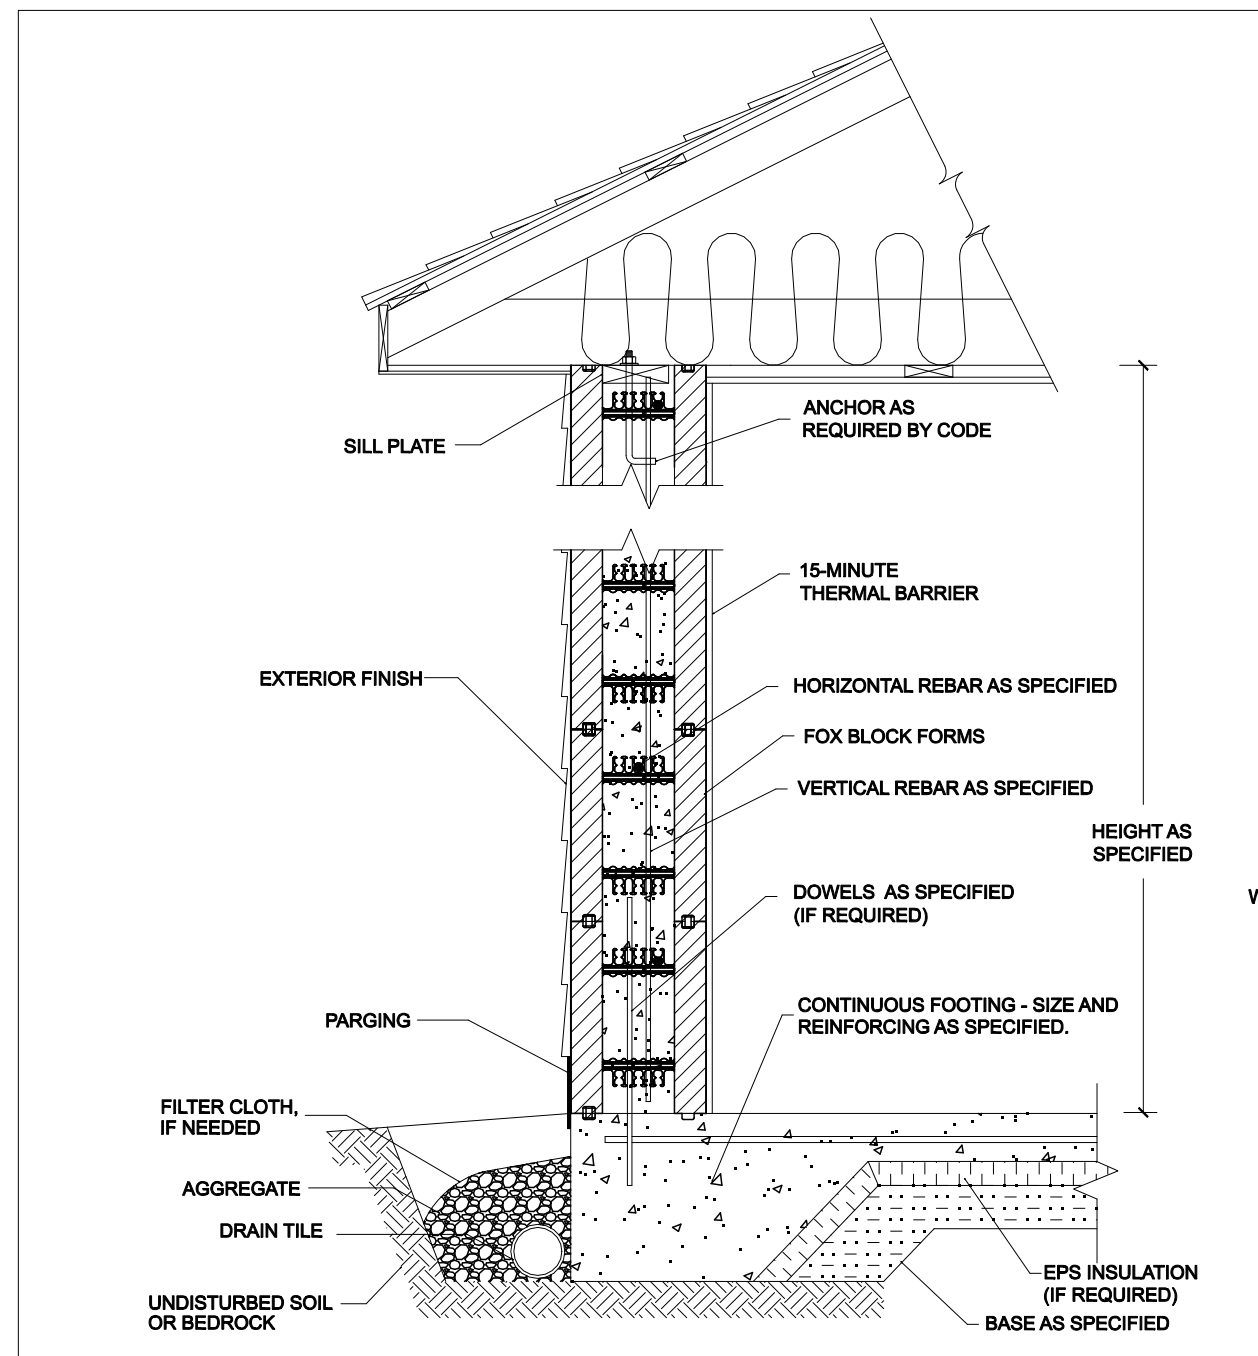 ANCHOR AS
REQUIRED BY CODE
SILL PLATE
15-MINUTE
THERMAL BARRIER
EXTERIOR FINISH
HORIZONTAL REBAR AS SPECIFIED
FOX BLOCK FORMS
VERTICAL REBAR AS SPECIFIED
HEIGHT AS
SPECIFIED
DOWELS AS SPECIFIED
(IF REQUIRED)
W
PARGING
CONTINUOUS FOOTING - SIZE AND
REINFORCING AS SPECIFIED.
FILTER CLOTH,
IF NEEDED
AGGREGATE
DRAIN TILE
UNDISTURBED SOIL
OR BEDROCK
EPS INSULATION
(IF REQUIRED)
BASE AS SPECIFIED